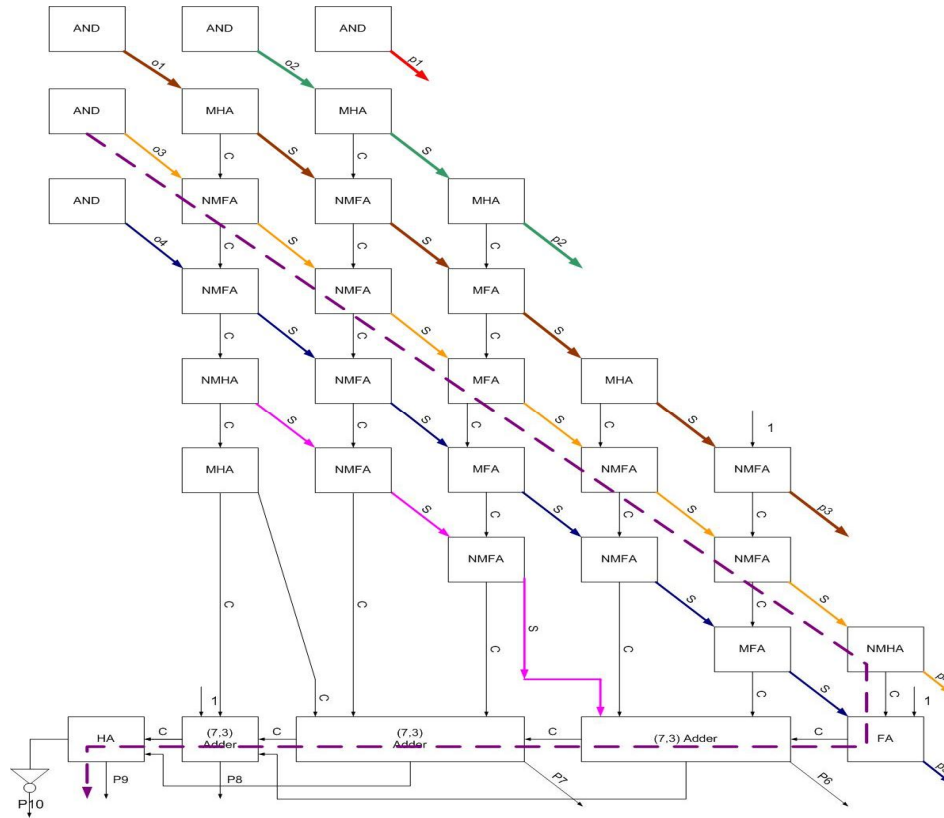 AND AND AND
o1 o2 p1
AND MHA MHA
o3 C S C S
AND NMFA NMFA MHA
o4 C S C S C p2
NMFA NMFA MFA
C S C S C S
NMHA NMFA MFA MHA
C S C S C S C S 1
MHA NMFA MFA NMFA NMFA
S C S C S C p3
NMFA NMFA NMFA
C C S C S
MFA NMHA
S C C S C
C C
1 1
HA C (7,3) Adder C (7,3) Adder C (7,3) Adder C FA
P10 P9 P8 P7 P6